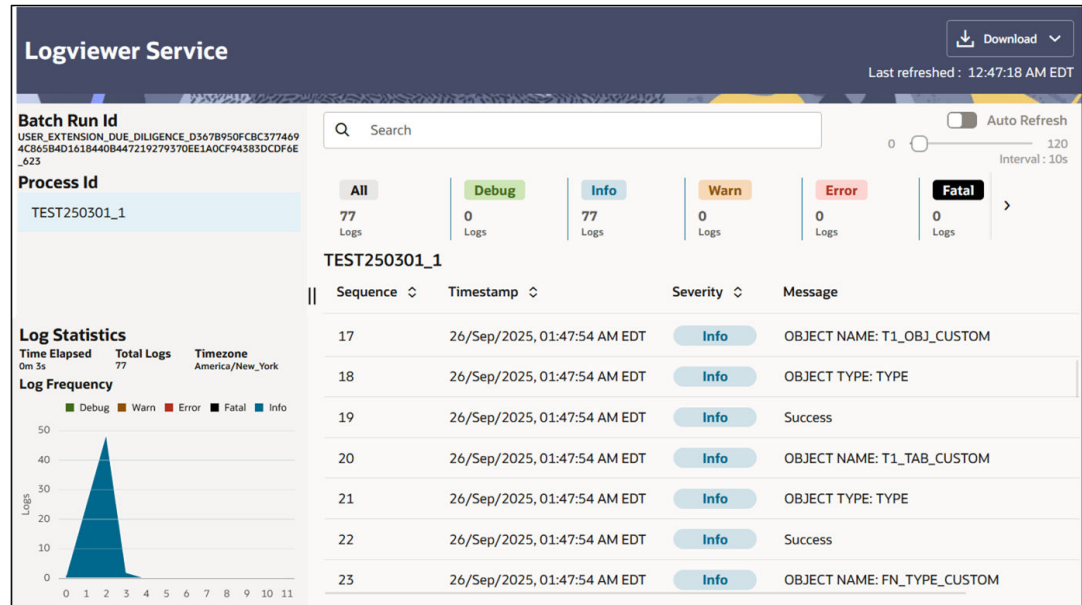 Logviewer Service
Download
Last refreshed : 12:47:18 AM EDT
Batch Run Id
USER_EXTENSION_DUE_DILIGENCE_D367B950FCBC377469
4C865B4D1618440B447219279370EE1A0CF94383DCDF6E
_623
Process Id
TEST250301_1
Search
Auto Refresh
0 120
Interval : 10s
All Debug Info Warn Error Fatal
77 0 77 0 0 0
Logs Logs Logs Logs Logs Logs
TEST250301_1
Sequence Timestamp Severity Message
17 26/Sep/2025, 01:47:54 AM EDT Info OBJECT NAME: T1_OBJ_CUSTOM
18 26/Sep/2025, 01:47:54 AM EDT Info OBJECT TYPE: TYPE
19 26/Sep/2025, 01:47:54 AM EDT Info Success
20 26/Sep/2025, 01:47:54 AM EDT Info OBJECT NAME: T1_TAB_CUSTOM
21 26/Sep/2025, 01:47:54 AM EDT Info OBJECT TYPE: TYPE
22 26/Sep/2025, 01:47:54 AM EDT Info Success
23 26/Sep/2025, 01:47:54 AM EDT Info OBJECT NAME: FN_TYPE_CUSTOM
Log Statistics
Time Elapsed Total Logs Timezone
0m 3s 77 America/New_York
Log Frequency
Debug Warn Error Fatal Info
50
40
30
20
10
0
Logs
0 1 2 3 4 5 6 7 8 9 10 11